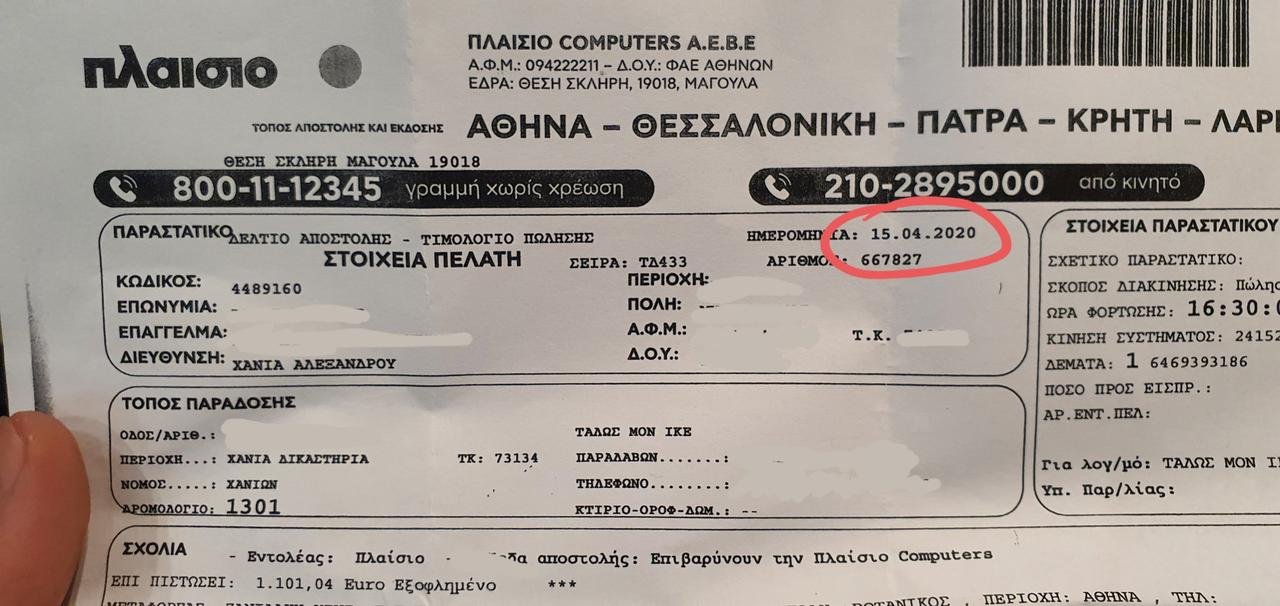 πλαισιο
ΠΛΑΙΣΙΟ COMPUTERS Α.Ε.Β.Ε
Α.Φ.Μ.: 094222211 – Δ.Ο.Υ.: ΦΑΕ ΑΘΗΝΩΝ
ΕΔΡΑ: ΘΕΣΗ ΣΚΛΗΡΗ, 19018, ΜΑΓΟΥΛΑ
ΤΟΠΟΣ ΑΠΟΣΤΟΛΗΣ ΚΑΙ ΕΚΔΟΣΗΣ
ΑΘΗΝΑ – ΘΕΣΣΑΛΟΝΙΚΗ – ΠΑΤΡΑ – ΚΡΗΤΗ – ΛΑΡΙ
ΘΕΣΗ ΣΚΛΗΡΗ ΜΑΓΟΥΛΑ 19018
800-11-12345 γραμμή χωρίς χρέωση
210-2895000 από κινητό
ΠΑΡΑΣΤΑΤΙΚΟ ΔΕΛΤΙΟ ΑΠΟΣΤΟΛΗΣ - ΤΙΜΟΛΟΓΙΟ ΠΩΛΗΣΗΣ
ΗΜΕΡΟΜΗΝΙΑ: 15.04.2020
ΣΤΟΙΧΕΙΑ ΠΕΛΑΤΗ
ΣΕΙΡΑ: ΤΔ433
ΑΡΙΘΜΟΣ: 667827
ΚΩΔΙΚΟΣ: 4489160
ΠΕΡΙΟΧΗ:
ΕΠΩΝΥΜΙΑ:
ΠΟΛΗ:
ΕΠΑΓΓΕΛΜΑ:
Α.Φ.Μ.:
Τ.Κ.
ΔΙΕΥΘΥΝΣΗ: ΧΑΝΙΑ ΑΛΕΞΑΝΔΡΟΥ
Δ.Ο.Υ.:
ΣΤΟΙΧΕΙΑ ΠΑΡΑΣΤΑΤΙΚΟΥ
ΣΧΕΤΙΚΟ ΠΑΡΑΣΤΑΤΙΚΟ:
ΣΚΟΠΟΣ ΔΙΑΚΙΝΗΣΗΣ: Πώλησ
ΩΡΑ ΦΟΡΤΩΣΗΣ: 16:30:0
ΚΙΝΗΣΗ ΣΥΣΤΗΜΑΤΟΣ: 24152
ΔΕΜΑΤΑ: 1 6469393186
ΠΟΣΟ ΠΡΟΣ ΕΙΣΠΡ.:
ΑΡ.ΕΝΤ.ΠΕΛ:
Για λογ/μό: ΤΑΛΩΣ ΜΟΝ Ι
Υπ. Παρ/λίας:
ΤΟΠΟΣ ΠΑΡΑΔΟΣΗΣ
ΟΔΟΣ/ΑΡΙΘ.:
ΤΑΛΩΣ ΜΟΝ ΙΚΕ
ΠΕΡΙΟΧΗ...: ΧΑΝΙΑ ΔΙΚΑΣΤΗΡΙΑ
ΤΚ: 73134
ΠΑΡΑΔΑΒΩΝ.......:
ΝΟΜΟΣ.....: ΧΑΝΙΩΝ
ΤΗΛΕΦΩΝΟ........:
ΔΡΟΜΟΛΟΓΙΟ: 1301
ΚΤΙΡΙΟ-ΟΡΟΦ-ΔΩΜ.: --
ΣΧΟΛΙΑ
- Εντολέας: Πλαίσιο - αποστολής: Επιβαρύνουν την Πλαίσιο Computers
ΕΠΙ ΠΙΣΤΩΣΕΙ: 1.101,04 Euro Εξοφλημένο ***
ΒΟΤΑΝΙΚΟΣ , ΠΕΡΙΟΧΗ: ΑΘΗΝΑ , ΤΗΛ: